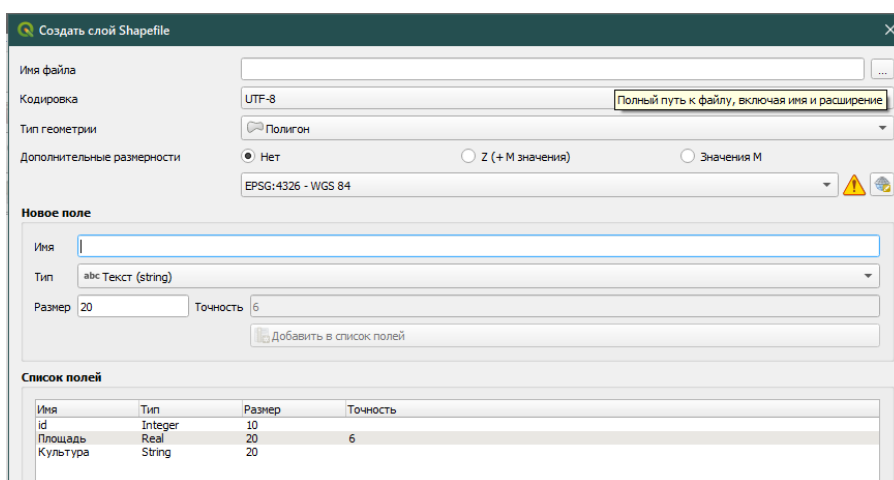 Создать слой Shapefile
Имя файла
...
Кодировка UTF-8
Полный путь к файлу, включая имя и расширение
Тип геометрии Полигон
Дополнительные размерности Нет Z (+ M значения) Значения M
EPSG:4326 - WGS 84
Новое поле
Имя
Тип abc Текст (string)
Размер 20 Точность 6
Добавить в список полей
Список полей
Имя Тип Размер Точность
id Integer 10
Площадь Real 20 6
Культура String 20